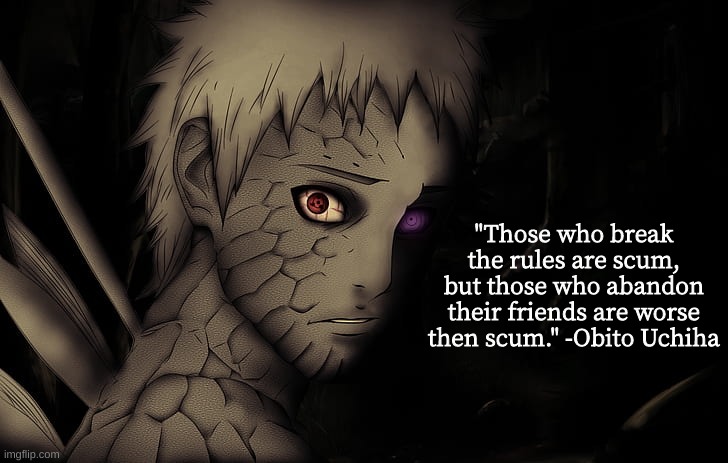 "Those who break
the rules are scum,
but those who abandon
their friends are worse
then scum." -Obito Uchiha
imgflip.com